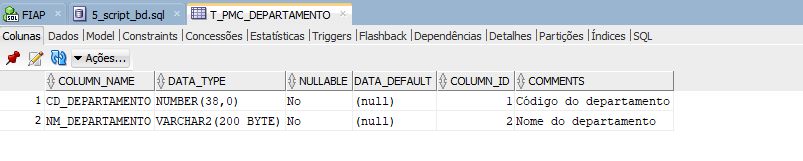 FIAP 5_script_bd.sql T_PMC_DEPARTAMENTO
Colunas Dados Model Constraints Concessões Estatísticas Triggers Flashback Dependências Detalhes Partições Índices SQL
Ações...
COLUMN_NAME DATA_TYPE NULLABLE DATA_DEFAULT COLUMN_ID COMMENTS
1 CD_DEPARTAMENTO NUMBER(38,0) No (null) 1 Código do departamento
2 NM_DEPARTAMENTO VARCHAR2(200 BYTE) No (null) 2 Nome do departamento